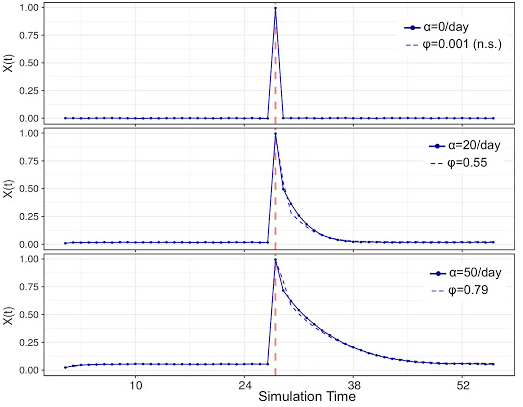 1.00
0.75
0.50
0.25
0.00
X(t)
α=0/day
φ=0.001 (n.s.)
1.00
0.75
0.50
0.25
0.00
X(t)
α=20/day
φ=0.55
1.00
0.75
0.50
0.25
0.00
X(t)
α=50/day
φ=0.79
10 24 38 52
Simulation Time